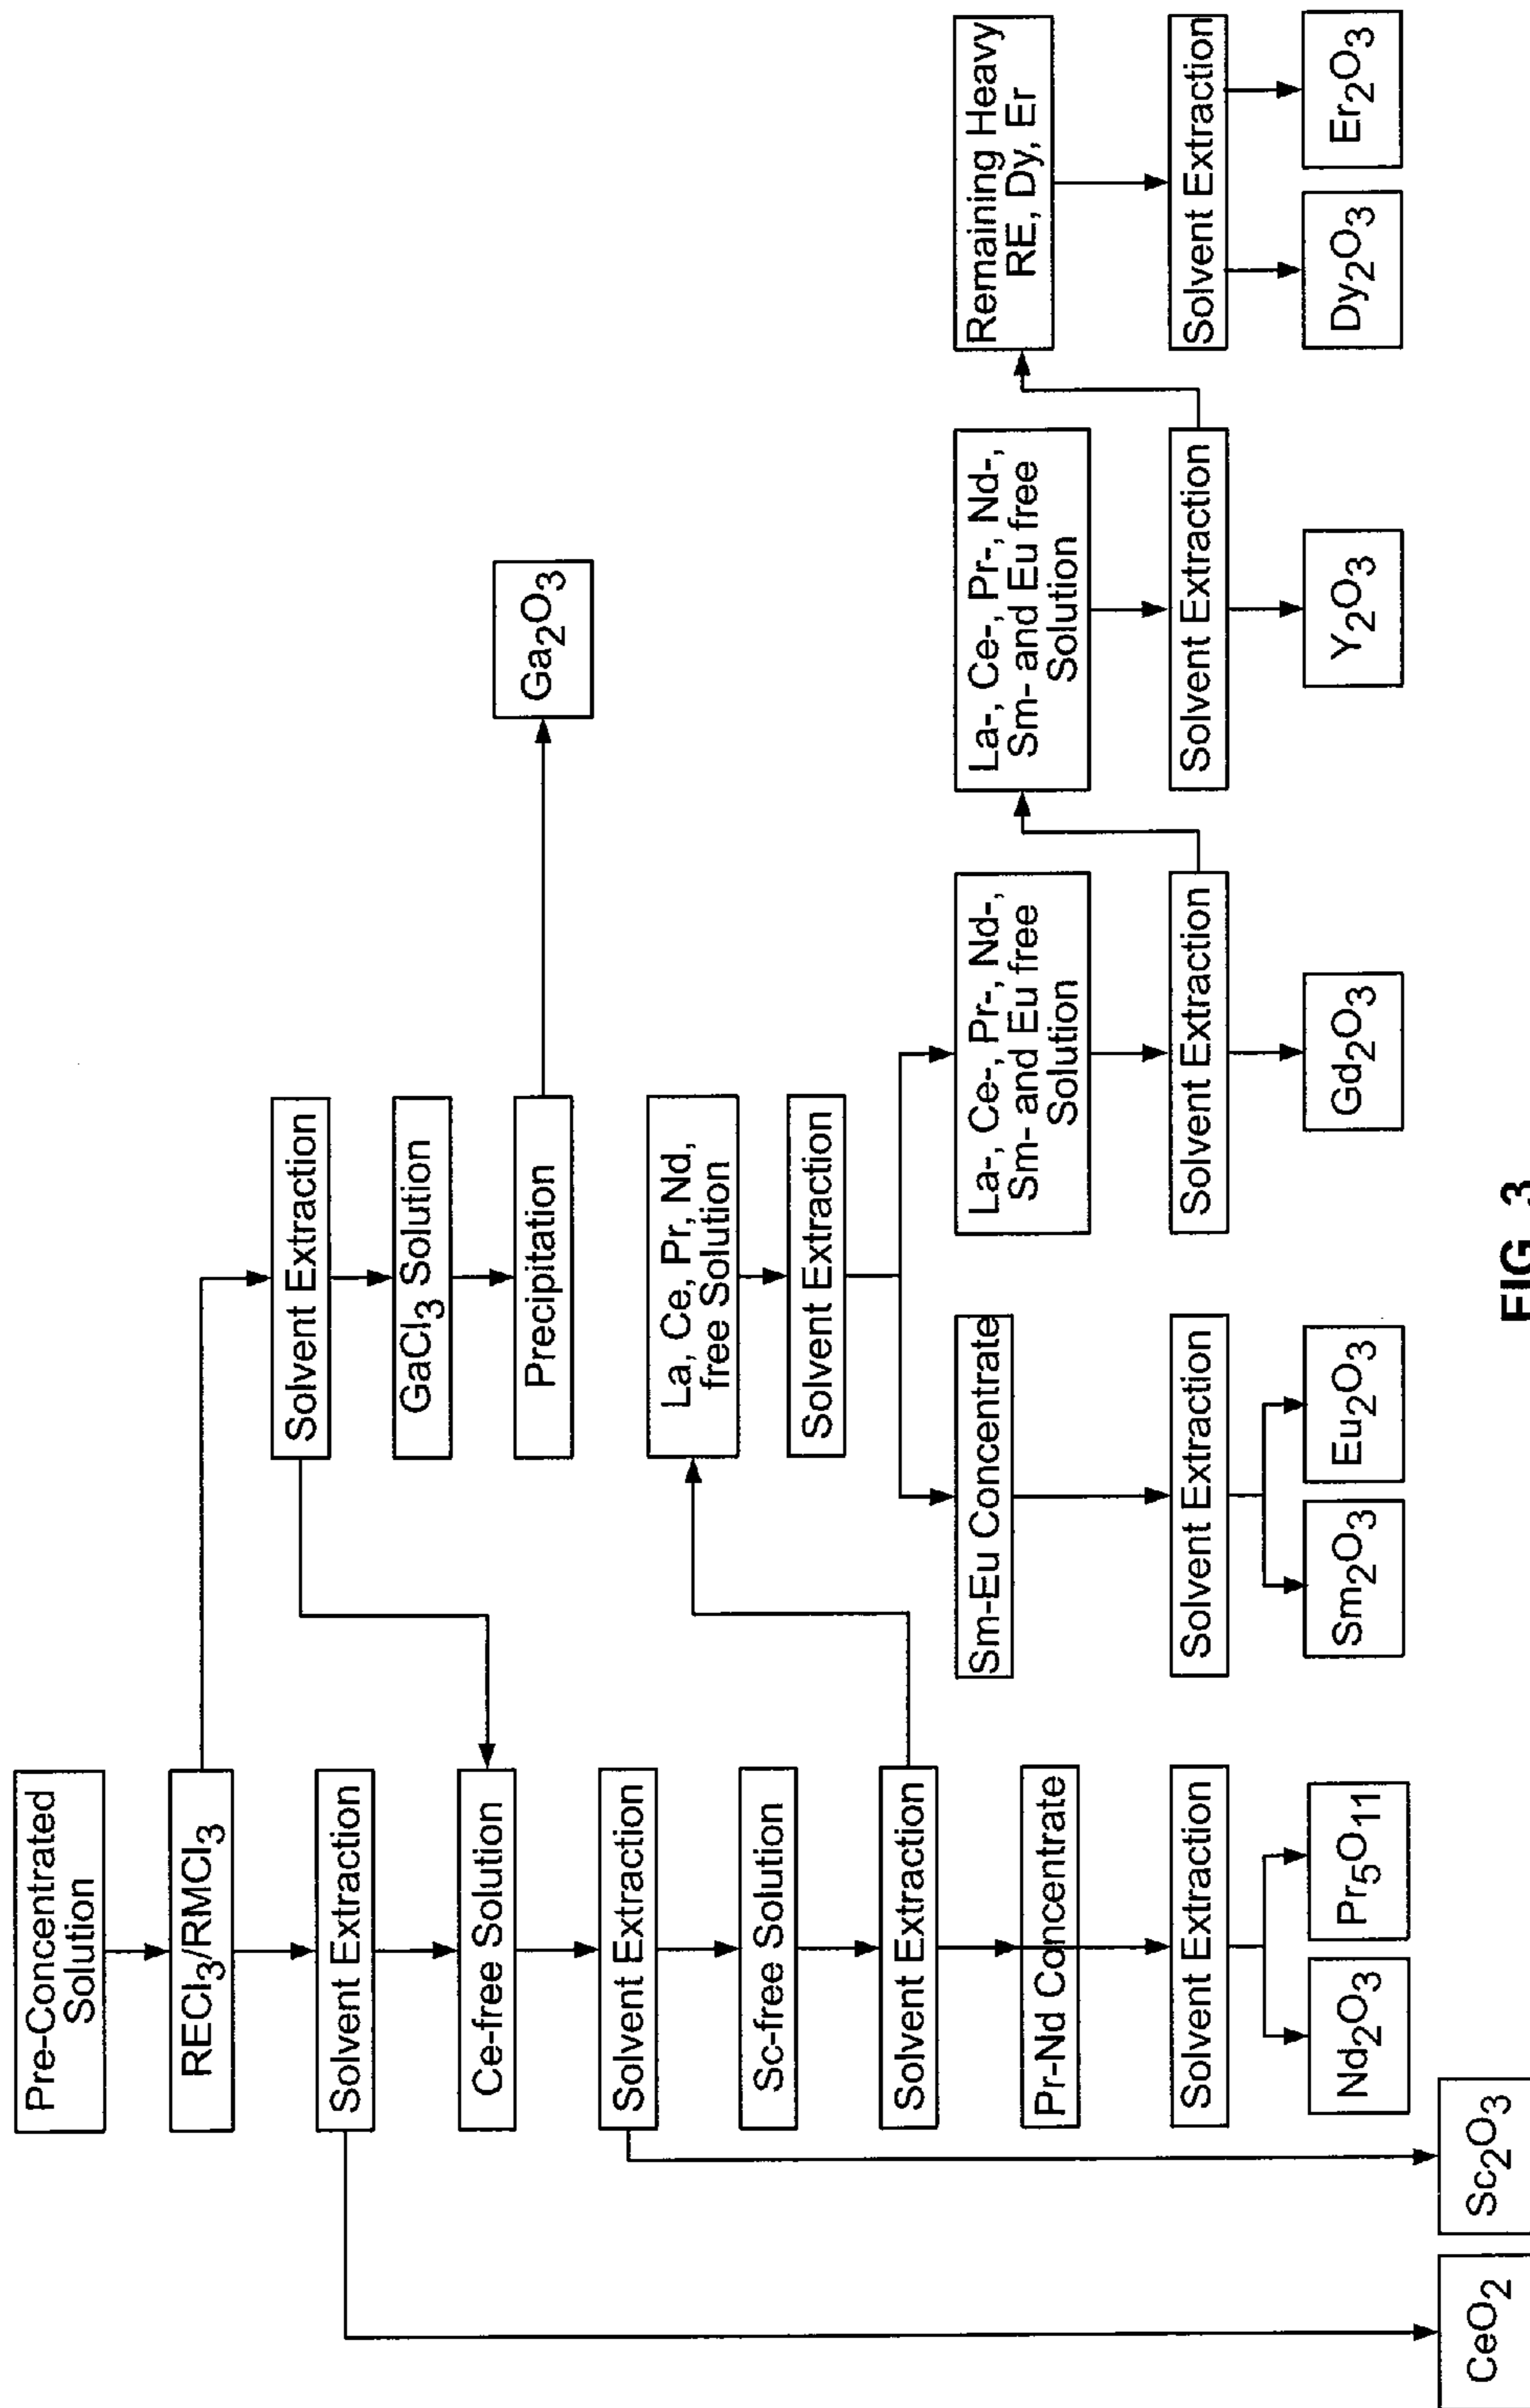 Pre-Concentrated
Solution
RECl3/RMCl3
Solvent Extraction
Ce-free Solution
Solvent Extraction
Sc-free Solution
Solvent Extraction
Pr-Nd Concentrate
Solvent Extraction
Nd2O3
Pr5O11
CeO2
Sc2O3
Solvent Extraction
GaCl3 Solution
Precipitation
Ga2O3
La, Ce, Pr, Nd,
free Solution
Solvent Extraction
Sm-Eu Concentrate
Solvent Extraction
Sm2O3
Eu2O3
La-, Ce-, Pr-, Nd-,
Sm- and Eu free
Solution
Solvent Extraction
Gd2O3
La-, Ce-, Pr-, Nd-,
Sm- and Eu free
Solution
Solvent Extraction
Y2O3
Remaining Heavy
RE, Dy, Er
Solvent Extraction
Dy2O3
Er2O3
FIG. 3